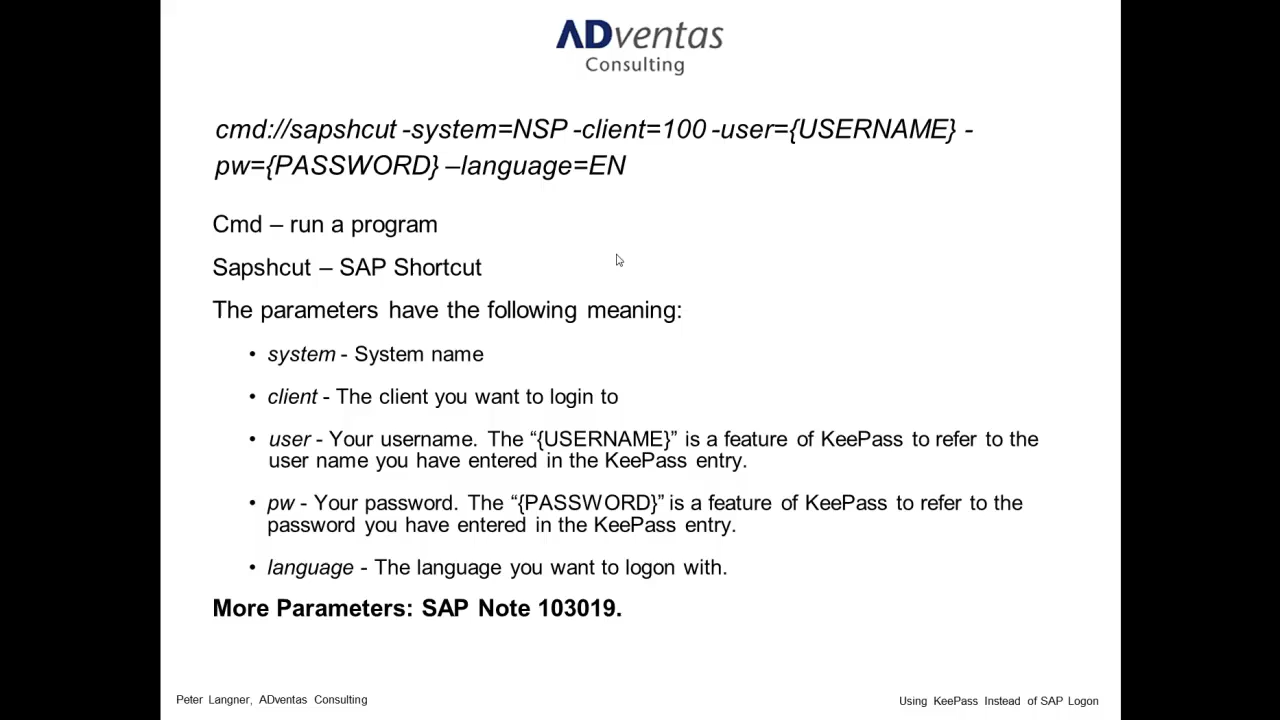 ADventas
Consulting
cmd://sapshcut -system=NSP -client=100 -user={USERNAME} -
pw={PASSWORD} –language=EN
Cmd – run a program
Sapshcut – SAP Shortcut
The parameters have the following meaning:
• system - System name
• client - The client you want to login to
• user - Your username. The “{USERNAME}” is a feature of KeePass to refer to the
user name you have entered in the KeePass entry.
• pw - Your password. The “{PASSWORD}” is a feature of KeePass to refer to the
password you have entered in the KeePass entry.
• language - The language you want to logon with.
More Parameters: SAP Note 103019.
Peter Langner, ADventas Consulting
Using KeePass Instead of SAP Logon